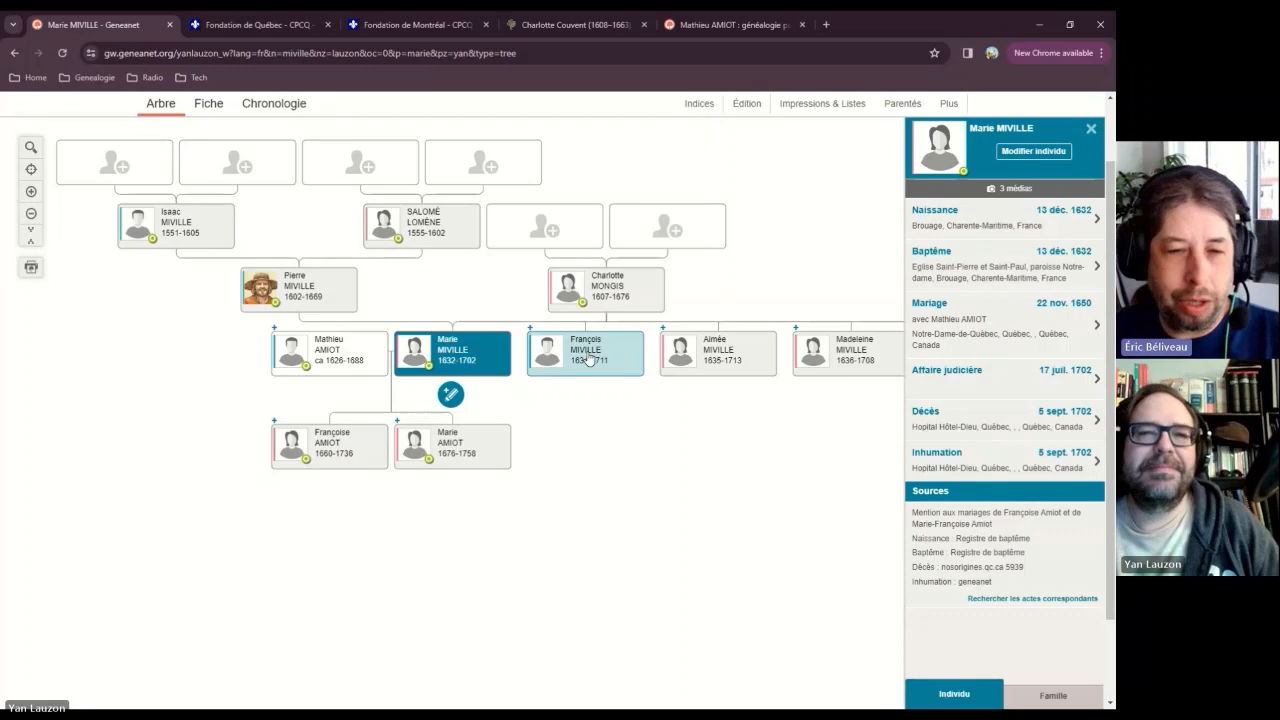 Marie MIVILLE - Geneanet
Fondation de Québec - CPCQ
Fondation de Montréal - CPCQ
Charlotte Couvent (1608-1663)
Mathieu AMIOT : généalogie p
gw.geneanet.org/yanlauzon_w?lang=fr&n=miville&nz=lauzon&oc=0&p=marie&pz=yan&type=tree
New Chrome available
Home
Genealogie
Radio
Tech
Arbre
Fiche
Chronologie
Indices
Édition
Impressions & Listes
Parentés
Plus
Isaac
MIVILLE
1551-1605
SALOMÉ
LOMÈNE
1555-1602
Pierre
MIVILLE
1602-1669
Charlotte
MONGIS
1607-1676
Mathieu
AMIOT
ca 1626-1688
Marie
MIVILLE
1632-1702
François
MIVILLE
Aimée
MIVILLE
1635-1713
Madeleine
MIVILLE
1636-1708
Françoise
AMIOT
1660-1736
Marie
AMIOT
1676-1758
Marie MIVILLE
Modifier individu
3 médias
Naissance 13 déc. 1632
Brouage, Charente-Maritime, France
Baptême 13 déc. 1632
Eglise Saint-Pierre et Saint-Paul, paroisse Notre-
dame, Brouage, Charente-Maritime, France
Mariage 22 nov. 1650
avec Mathieu AMIOT
Notre-Dame-de-Québec, Québec, , Québec,
Canada
Affaire judiciére 17 juil. 1702
Décès 5 sept. 1702
Hopital Hôtel-Dieu, Québec, , , Québec, Canada
Inhumation 5 sept. 1702
Hopital Hôtel-Dieu, Québec, , , Québec, Canada
Sources
Mention aux mariages de Françoise Amiot et de
Marie-Françoise Amiot
Naissance : Registre de baptême
Baptême : Registre de baptême
Décès : nosorigines.qc.ca 5939
Inhumation : geneanet
Rechercher les actes correspondants
Individu
Famille
Éric Béliveau
Yan Lauzon
Yan Lauzon